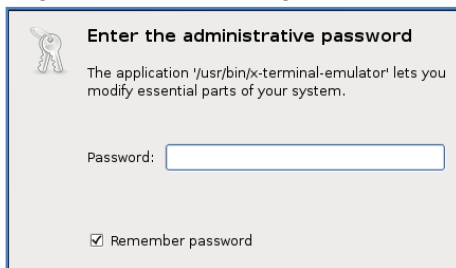 Enter the administrative password
The application '/usr/bin/x-terminal-emulator' lets you
modify essential parts of your system.
Password:
Remember password